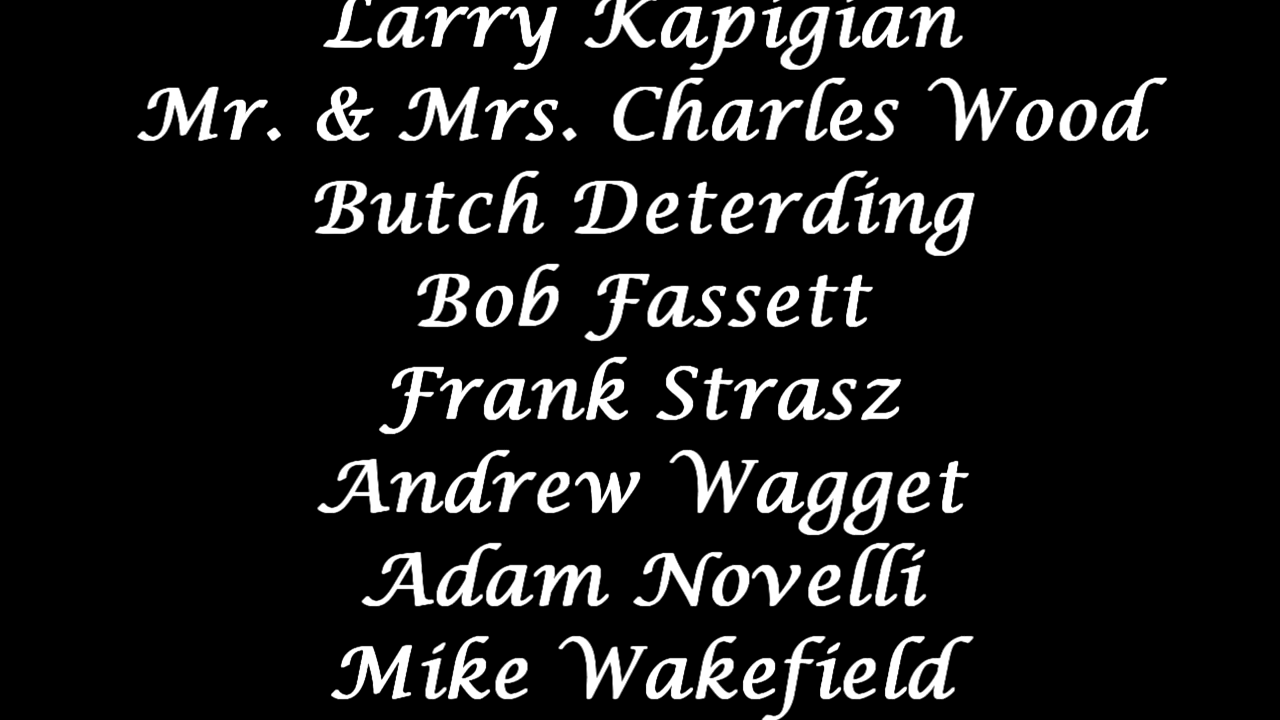 Larry Kapigian
Mr. & Mrs. Charles Wood
Butch Deterding
Bob Fassett
Frank Strasz
Andrew Wagget
Adam Novelli
Mike Wakefield